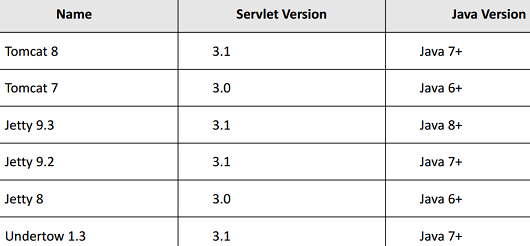 Name Servlet Version Java Version
Tomcat 8 3.1 Java 7+
Tomcat 7 3.0 Java 6+
Jetty 9.3 3.1 Java 8+
Jetty 9.2 3.1 Java 7+
Jetty 8 3.0 Java 6+
Undertow 1.3 3.1 Java 7+